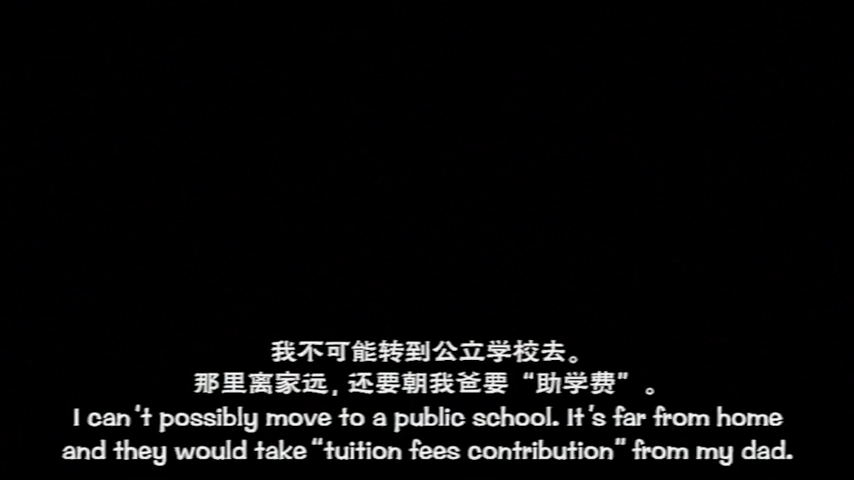 我不可能转到公立学校去。
那里离家远，还要朝我爸要“助学费”。
I can't possibly move to a public school. It's far from home
and they would take “tuition fees contribution” from my dad.